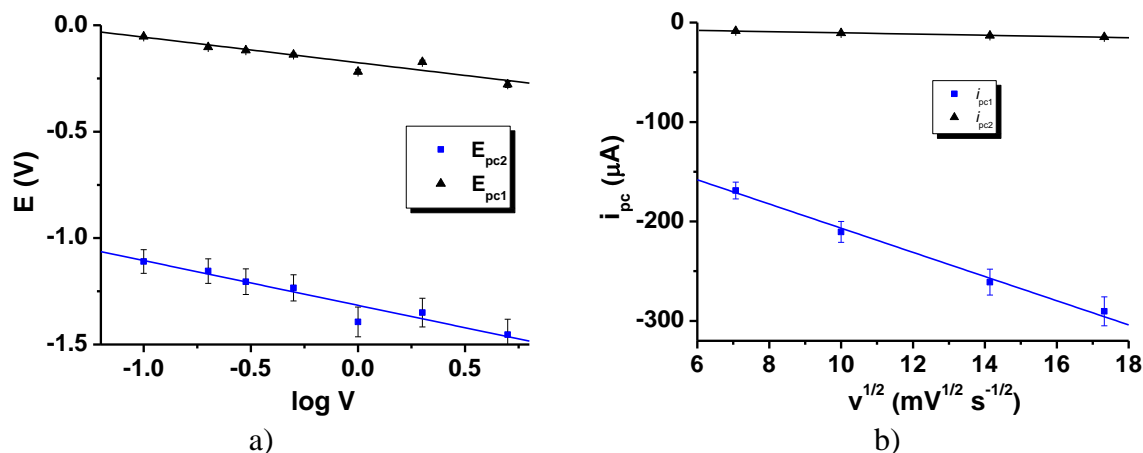 0.0
-0.5
-1.0
-1.5
E (V)
E_pc2
E_pc1
-1.0 -0.5 0.0 0.5
log V
a)
0
-100
-200
-300
i_pc (μA)
i_pc1
i_pc2
6 8 10 12 14 16 18
v^1/2 (mV^1/2 s^-1/2)
b)